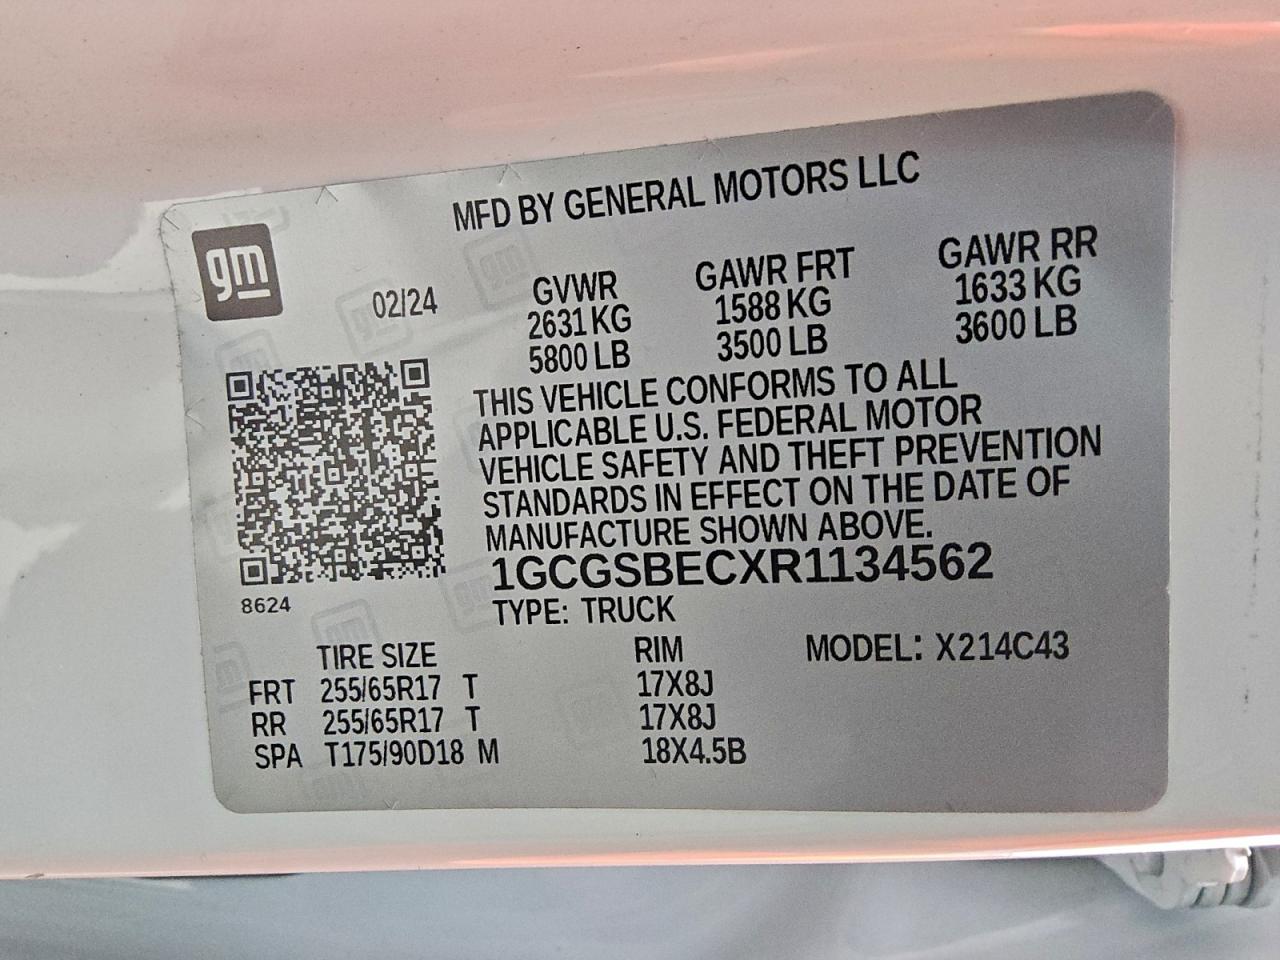 MFD BY GENERAL MOTORS LLC
gm
02/24
GVWR GAWR FRT GAWR RR
2631 KG 1588 KG 1633 KG
5800 LB 3500 LB 3600 LB
THIS VEHICLE CONFORMS TO ALL
APPLICABLE U.S. FEDERAL MOTOR
VEHICLE SAFETY AND THEFT PREVENTION
STANDARDS IN EFFECT ON THE DATE OF
MANUFACTURE SHOWN ABOVE.
1GCGSBECXR1134562
8624
TYPE: TRUCK
TIRE SIZE RIM MODEL: X214C43
FRT 255/65R17 T 17X8J
RR 255/65R17 T 17X8J
SPA T175/90D18 M 18X4.5B